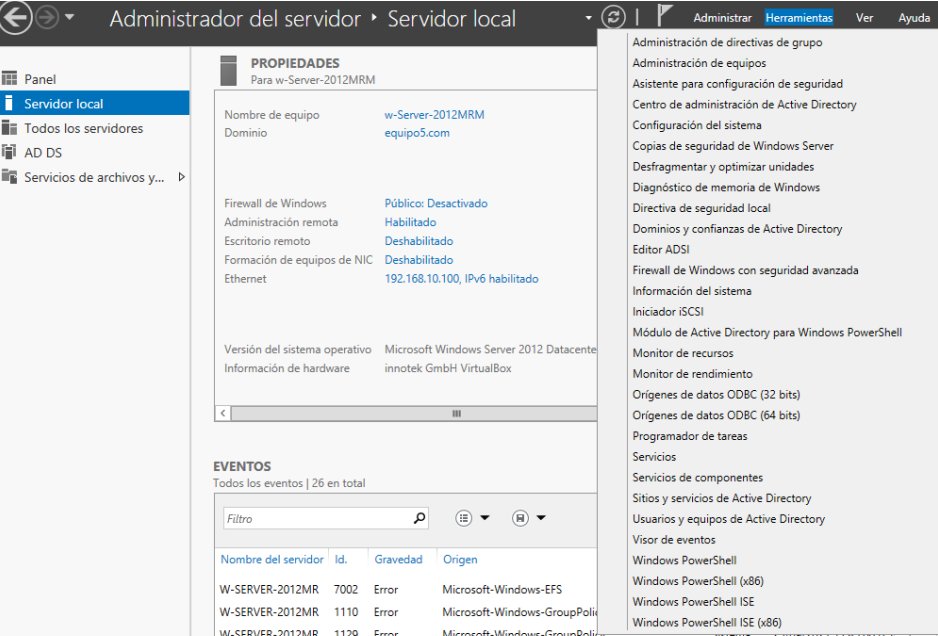 Administrador del servidor ‣ Servidor local
Administrar Herramientas Ver Ayuda
Panel
Servidor local
Todos los servidores
AD DS
Servicios de archivos y...
PROPIEDADES
Para w-Server-2012MRM
Nombre de equipo w-Server-2012MRM
Dominio equipo5.com
Firewall de Windows Público: Desactivado
Administración remota Habilitado
Escritorio remoto Deshabilitado
Formación de equipos de NIC Deshabilitado
Ethernet 192.168.10.100, IPv6 habilitado
Versión del sistema operativo Microsoft Windows Server 2012 Datacente
Información de hardware innotek GmbH VirtualBox
EVENTOS
Todos los eventos | 26 en total
Filtro
Nombre del servidor Id. Gravedad Origen
W-SERVER-2012MR 7002 Error Microsoft-Windows-EFS
W-SERVER-2012MR 1110 Error Microsoft-Windows-GroupPoli
W-SERVER-2012MR 1129 Error Microsoft-Windows-GroupPoli
Administración de directivas de grupo
Administración de equipos
Asistente para configuración de seguridad
Centro de administración de Active Directory
Configuración del sistema
Copias de seguridad de Windows Server
Desfragmentar y optimizar unidades
Diagnóstico de memoria de Windows
Directiva de seguridad local
Dominios y confianzas de Active Directory
Editor ADSI
Firewall de Windows con seguridad avanzada
Información del sistema
Iniciador iSCSI
Módulo de Active Directory para Windows PowerShell
Monitor de recursos
Monitor de rendimiento
Orígenes de datos ODBC (32 bits)
Orígenes de datos ODBC (64 bits)
Programador de tareas
Servicios
Servicios de componentes
Sitios y servicios de Active Directory
Usuarios y equipos de Active Directory
Visor de eventos
Windows PowerShell
Windows PowerShell (x86)
Windows PowerShell ISE
Windows PowerShell ISE (x86)